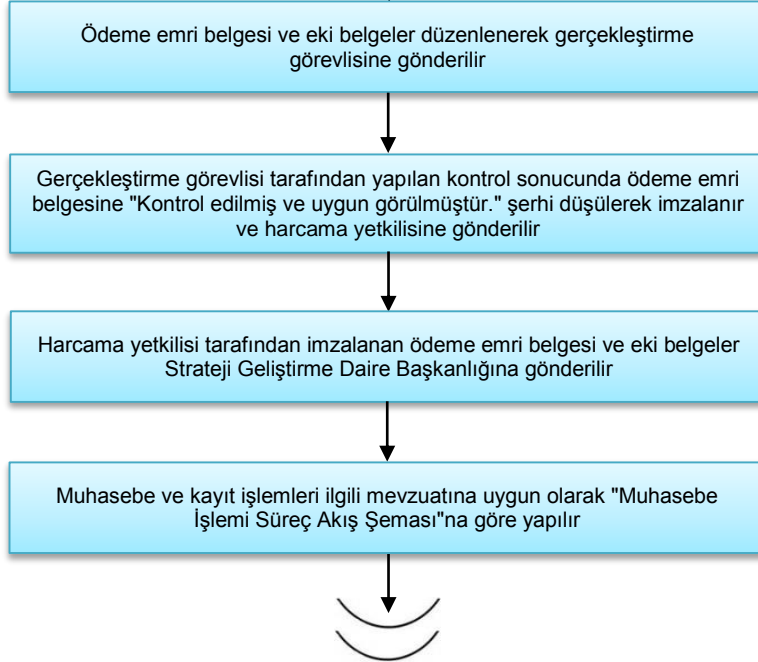 Ödeme emri belgesi ve eki belgeler düzenlenerek gerçekleştirme
görevlisine gönderilir
Gerçekleştirme görevlisi tarafından yapılan kontrol sonucunda ödeme emri
belgesine "Kontrol edilmiş ve uygun görülmüştür." şerhi düşülerek imzalanır
ve harcama yetkilisine gönderilir
Harcama yetkilisi tarafından imzalanan ödeme emri belgesi ve eki belgeler
Strateji Geliştirme Daire Başkanlığına gönderilir
Muhasebe ve kayıt işlemleri ilgili mevzuatına uygun olarak "Muhasebe
İşlemi Süreç Akış Şeması"na göre yapılır